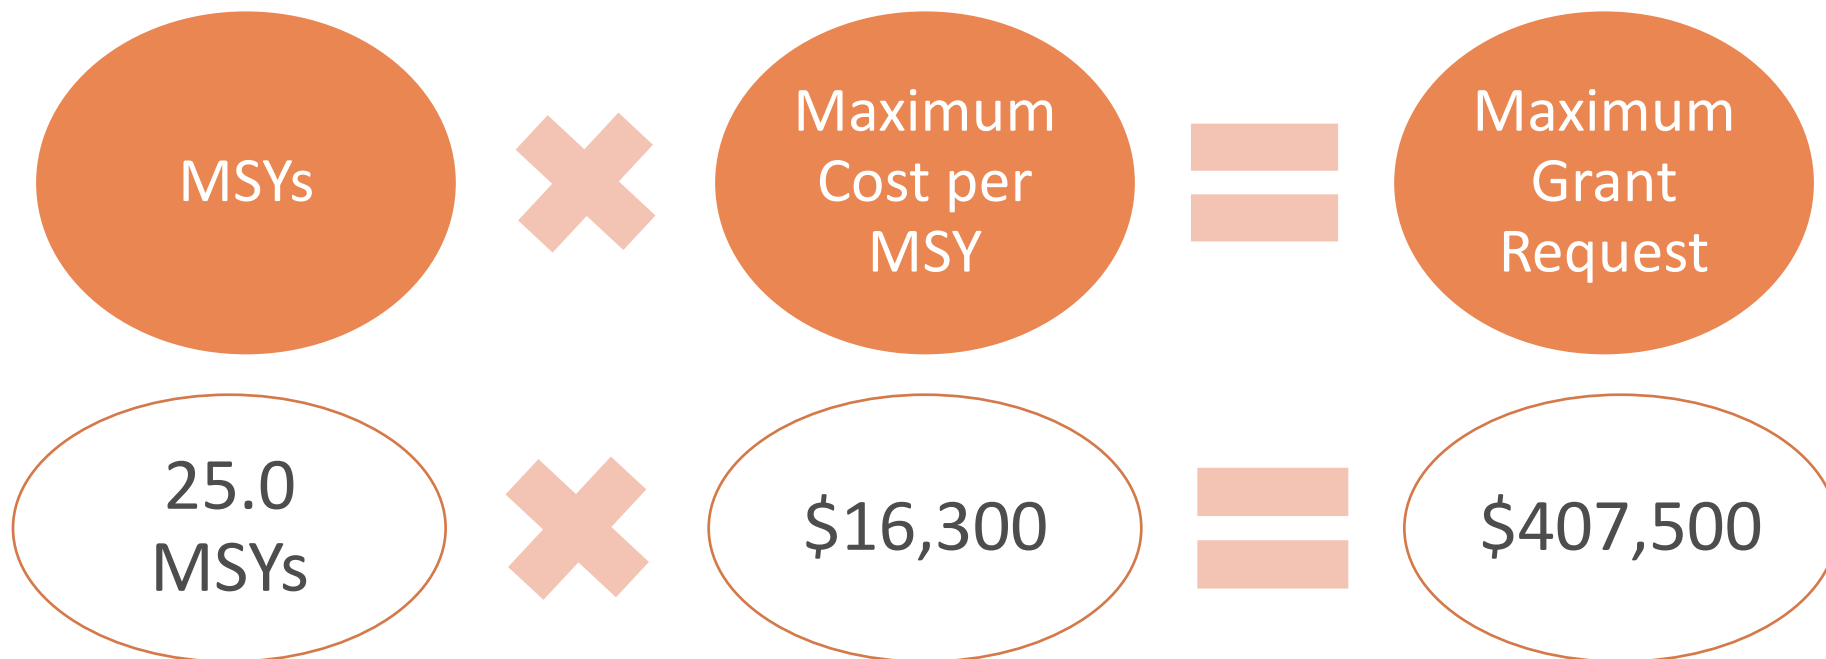 MSYs
Maximum
Cost per
MSY
Maximum
Grant
Request
25.0
MSYs
$16,300
$407,500